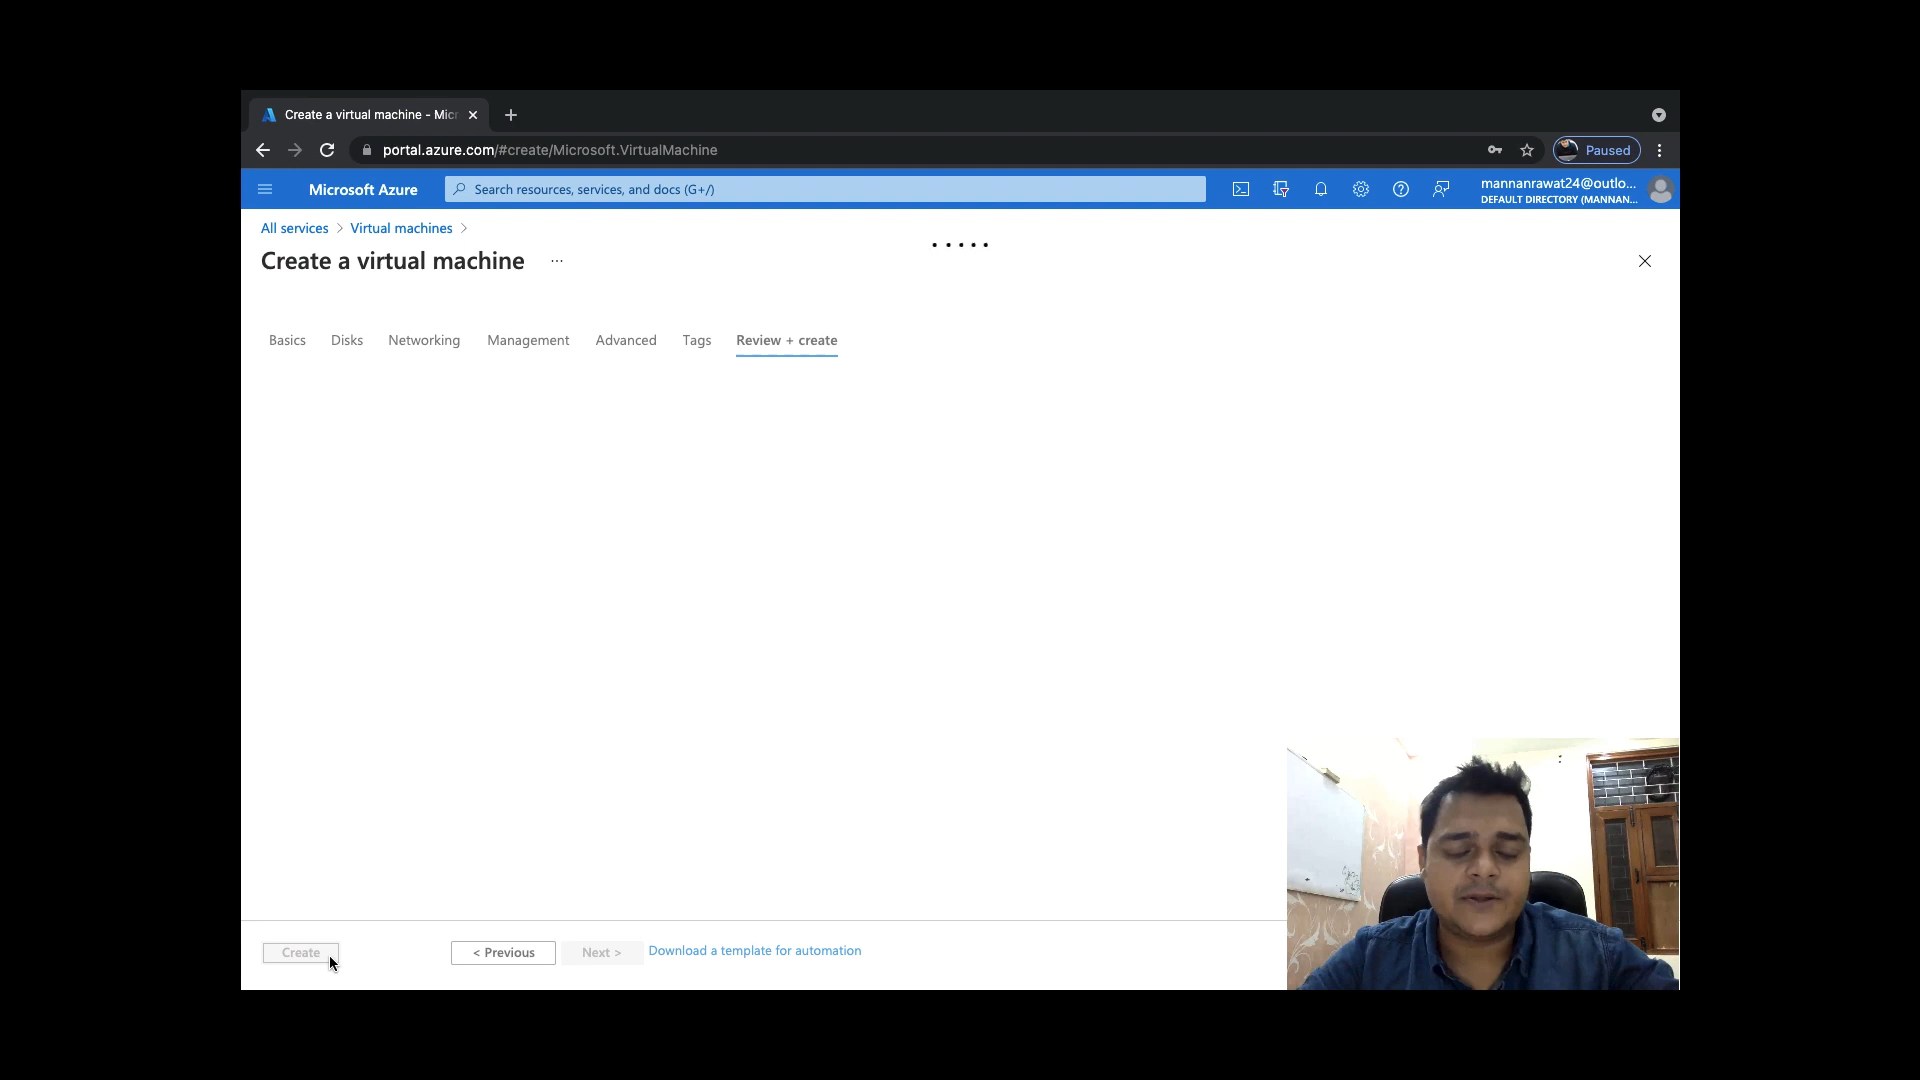 Create a virtual machine - Micr
portal.azure.com/#create/Microsoft.VirtualMachine
Paused
Microsoft Azure
Search resources, services, and docs (G+/)
mannanrawat24@outlo...
DEFAULT DIRECTORY (MANNAN...
All services > Virtual machines >
Create a virtual machine ...
Basics Disks Networking Management Advanced Tags Review + create
Create < Previous Next > Download a template for automation